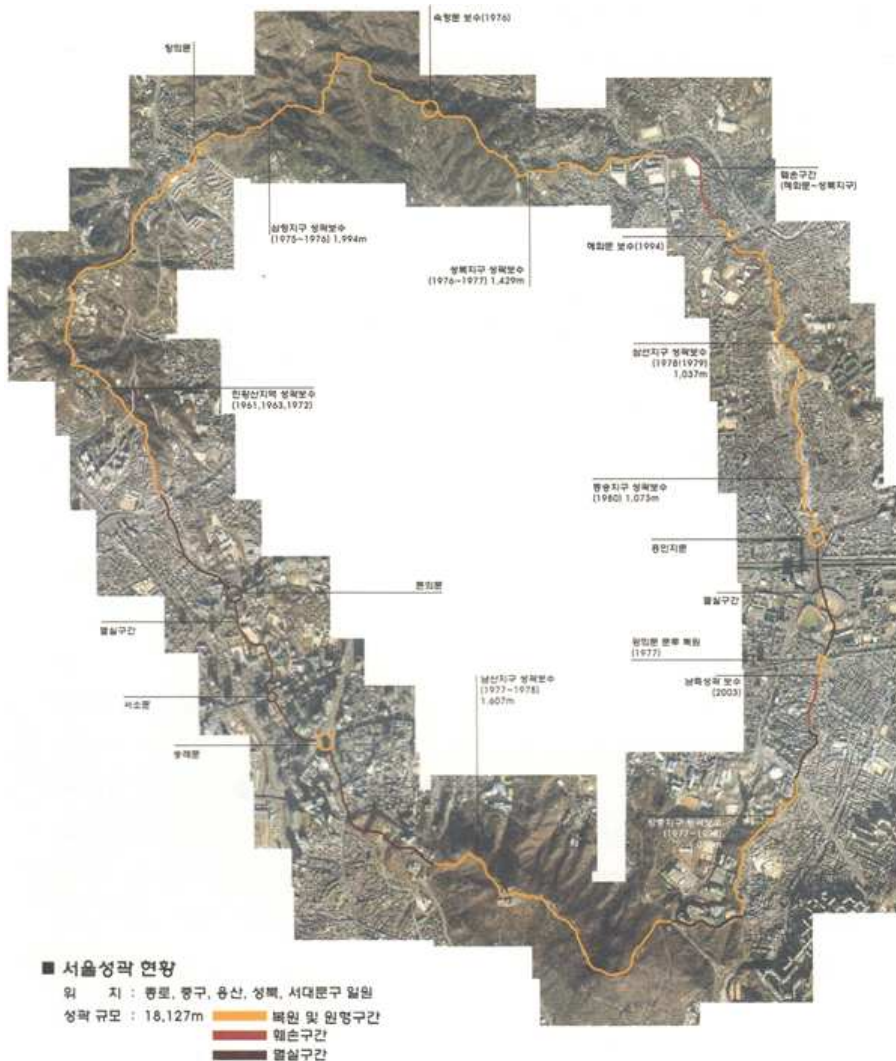 숙정문 보수(1976)
창의문
훼손구간
(혜화문~성북지구)
삼청지구 성곽보수
(1975~1976) 1,994m
혜화문 보수(1994)
성북지구 성곽보수
(1976~1977) 1,429m
삼선지구 성곽보수
(1978!1979)
1,037m
인왕산지역 성곽보수
(1961,1963,1972)
동숭지구 성곽보수
(1980) 1,073m
흥인지문
돈의문
멸실구간
멸실구간
광희문 문루 복원
(1977)
남쪽성곽 보수
(2003)
남산지구 성곽보수
(1977~1978)
1,607m
서소문
숭례문
장충지구 성곽보수
■ 서울성곽 현황
위 치 : 종로, 중구, 용산, 성북, 서대문구 일원
성곽 규모 : 18,127m 복원 및 원형구간
훼손구간
멸실구간